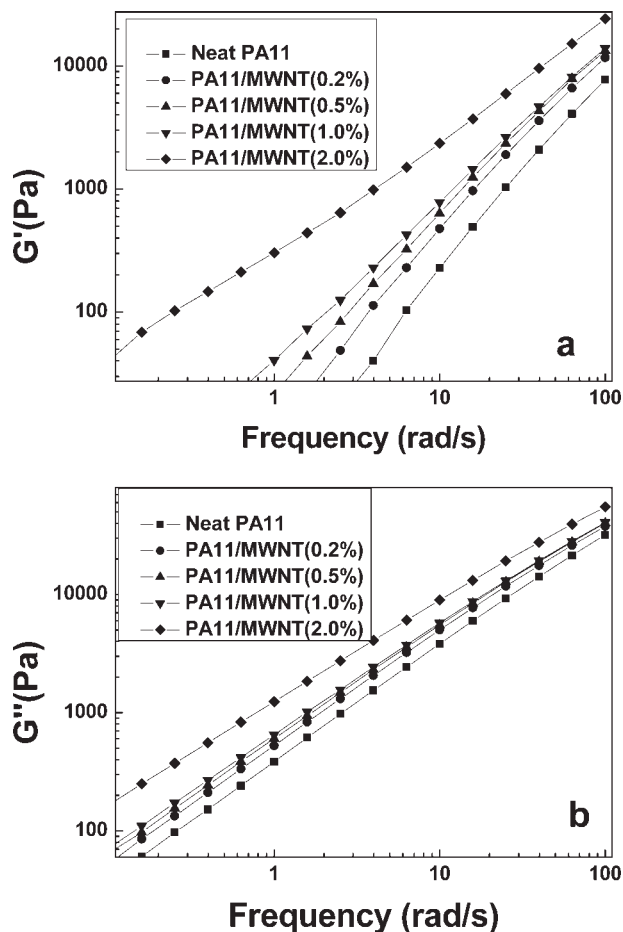 Neat PA11
PA11/MWNT(0.2%)
PA11/MWNT(0.5%)
PA11/MWNT(1.0%)
PA11/MWNT(2.0%)
10000
1000
100
G'(Pa)
a
1
10
100
Frequency (rad/s)
Neat PA11
PA11/MWNT(0.2%)
PA11/MWNT(0.5%)
PA11/MWNT(1.0%)
PA11/MWNT(2.0%)
10000
1000
100
G''(Pa)
b
1
10
100
Frequency (rad/s)